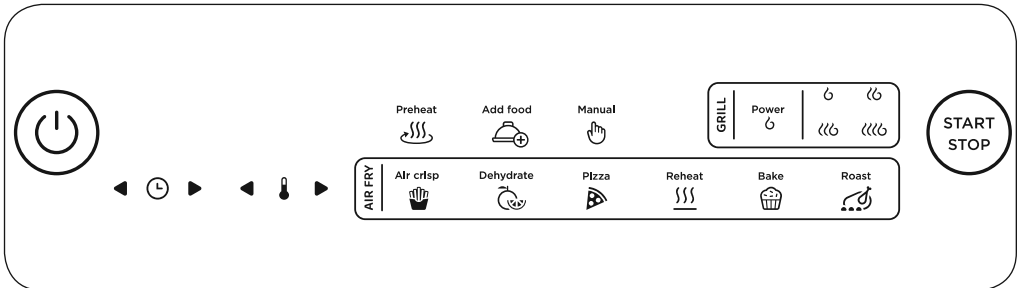 Preheat
Add food
Manual
GRILL
Power
START
STOP
AIR FRY
Air crisp
Dehydrate
PIzza
Reheat
Bake
Roast